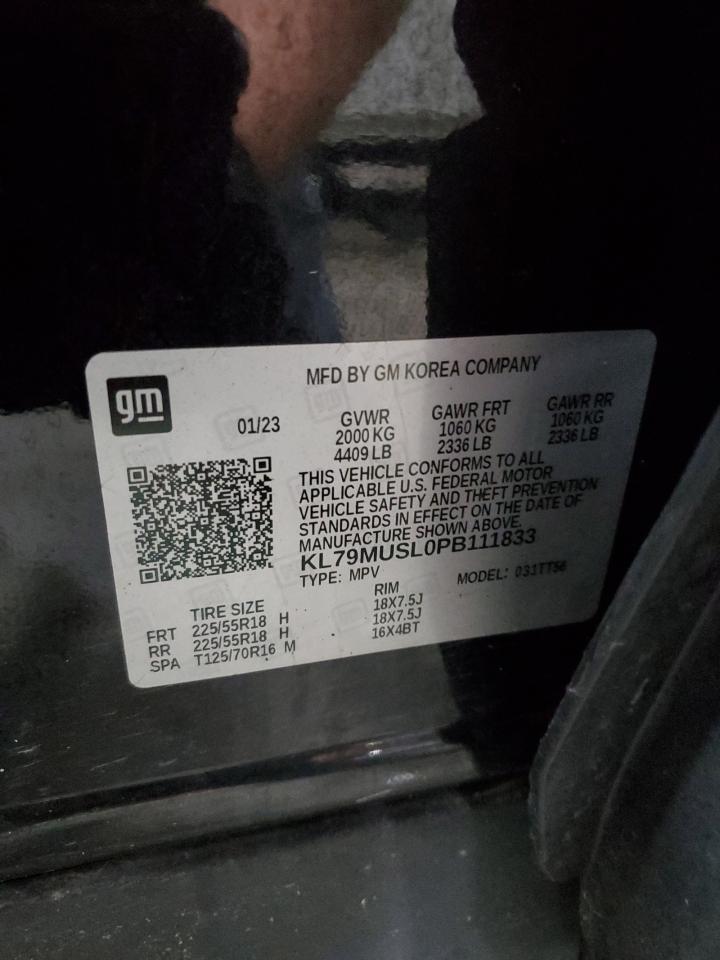 MFD BY GM KOREA COMPANY
gm
01/23
GVWR GAWR FRT GAWR RR
2000 KG 1060 KG 1060 KG
4409 LB 2336 LB 2336 LB
THIS VEHICLE CONFORMS TO ALL
APPLICABLE U.S. FEDERAL MOTOR
VEHICLE SAFETY AND THEFT PREVENTION
STANDARDS IN EFFECT ON THE DATE OF
MANUFACTURE SHOWN ABOVE.
KL79MUSL0PB111833
TYPE: MPV MODEL: 031TT56
TIRE SIZE RIM
FRT 225/55R18 H 18X7.5J
RR 225/55R18 H 18X7.5J
SPA T125/70R16 M 16X4BT